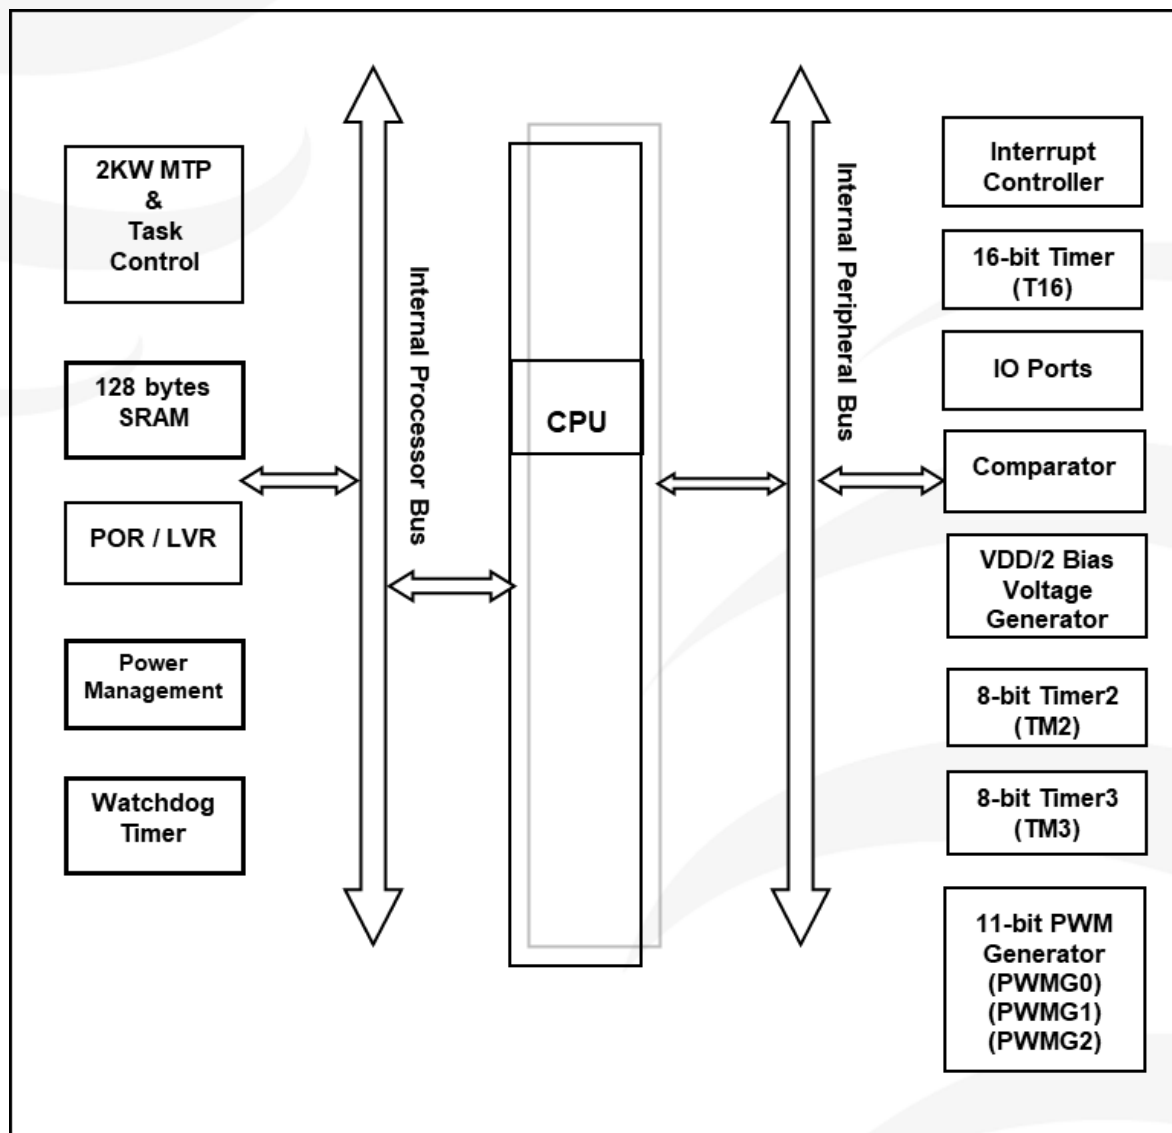 2KW MTP
&
Task
Control
128 bytes
SRAM
POR / LVR
Power
Management
Watchdog
Timer
Internal Processor Bus
CPU
Internal Peripheral Bus
Interrupt
Controller
16-bit Timer
(T16)
IO Ports
Comparator
VDD/2 Bias
Voltage
Generator
8-bit Timer2
(TM2)
8-bit Timer3
(TM3)
11-bit PWM
Generator
(PWMG0)
(PWMG1)
(PWMG2)